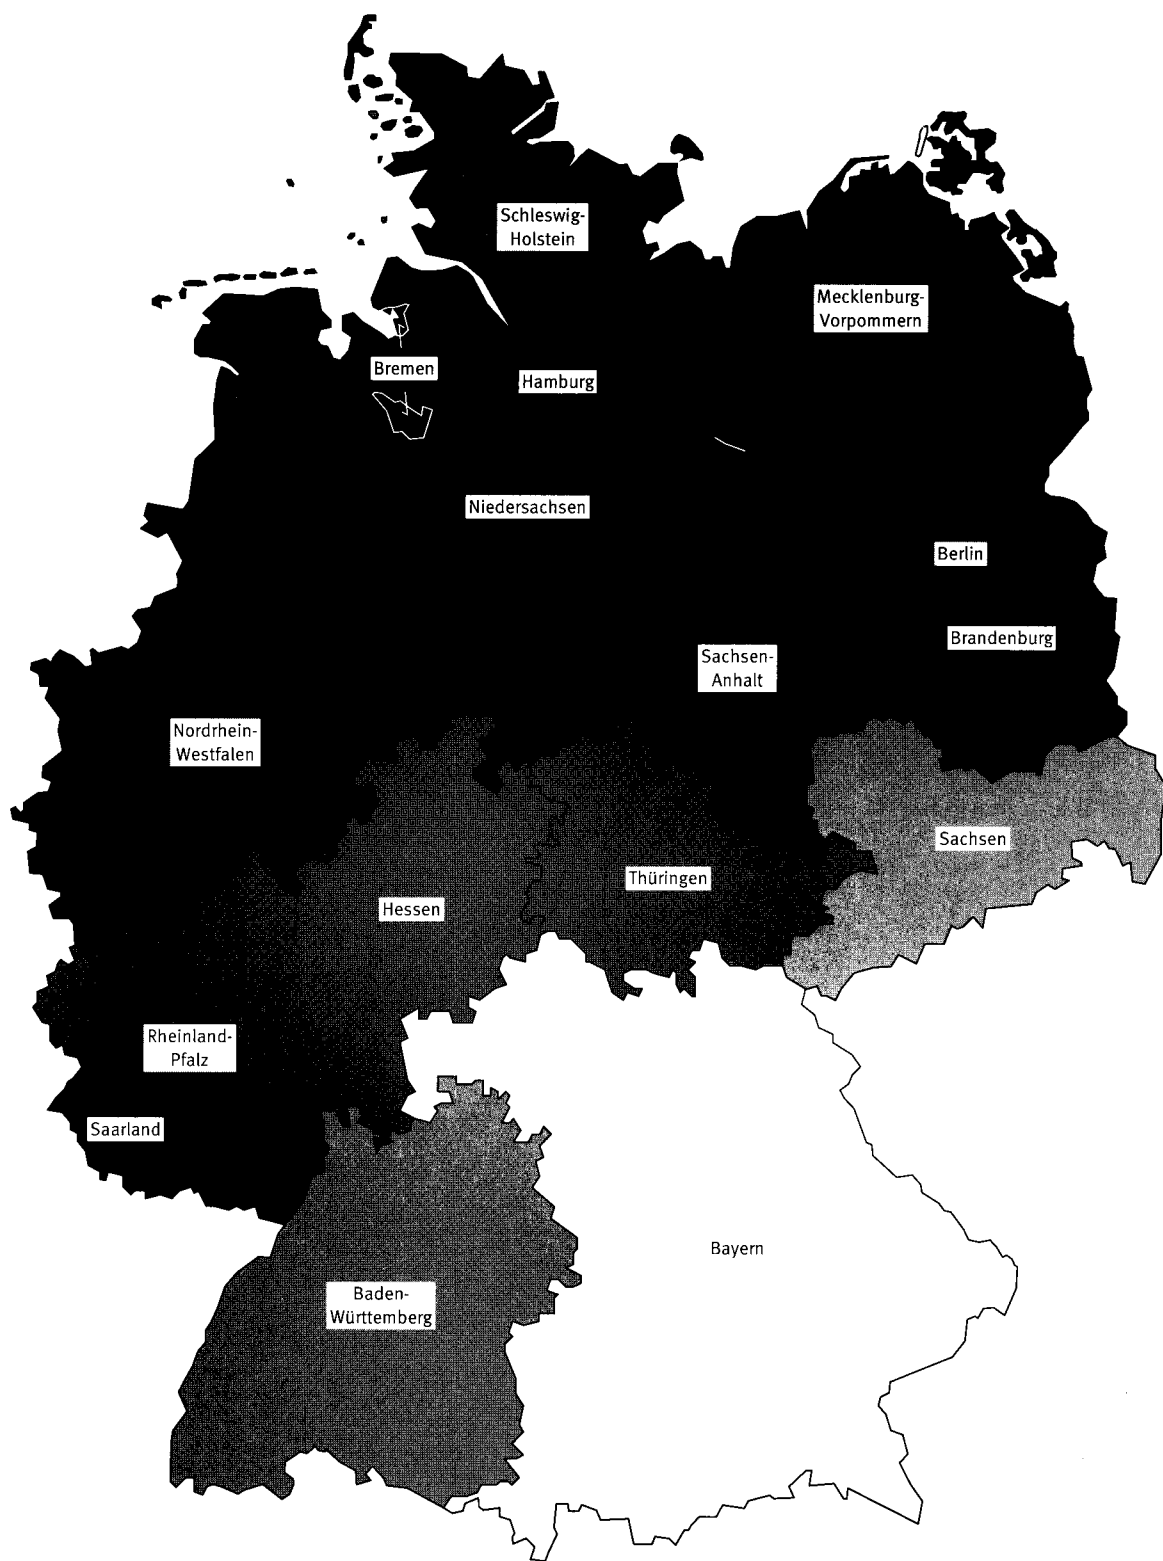 Schleswig-
Holstein
Mecklenburg-
Vorpommern
Bremen
Hamburg
Niedersachsen
Berlin
Brandenburg
Sachsen-
Anhalt
Nordrhein-
Westfalen
Sachsen
Thüringen
Hessen
Rheinland-
Pfalz
Saarland
Bayern
Baden-
Württemberg